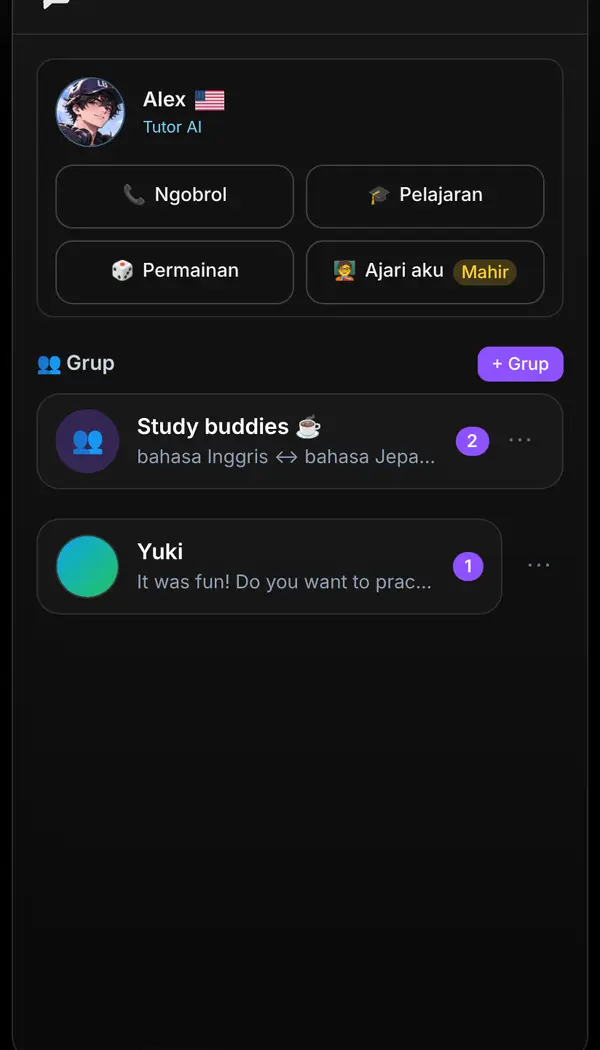 Alex 🇺🇸
Tutor AI
📞 Ngobrol
🎓 Pelajaran
🎲 Permainan
🧑‍🏫 Ajari aku Mahir
👥 Grup
+ Grup
Study buddies ☕
bahasa Inggris ↔ bahasa Jepa...
2
Yuki
It was fun! Do you want to prac...
1